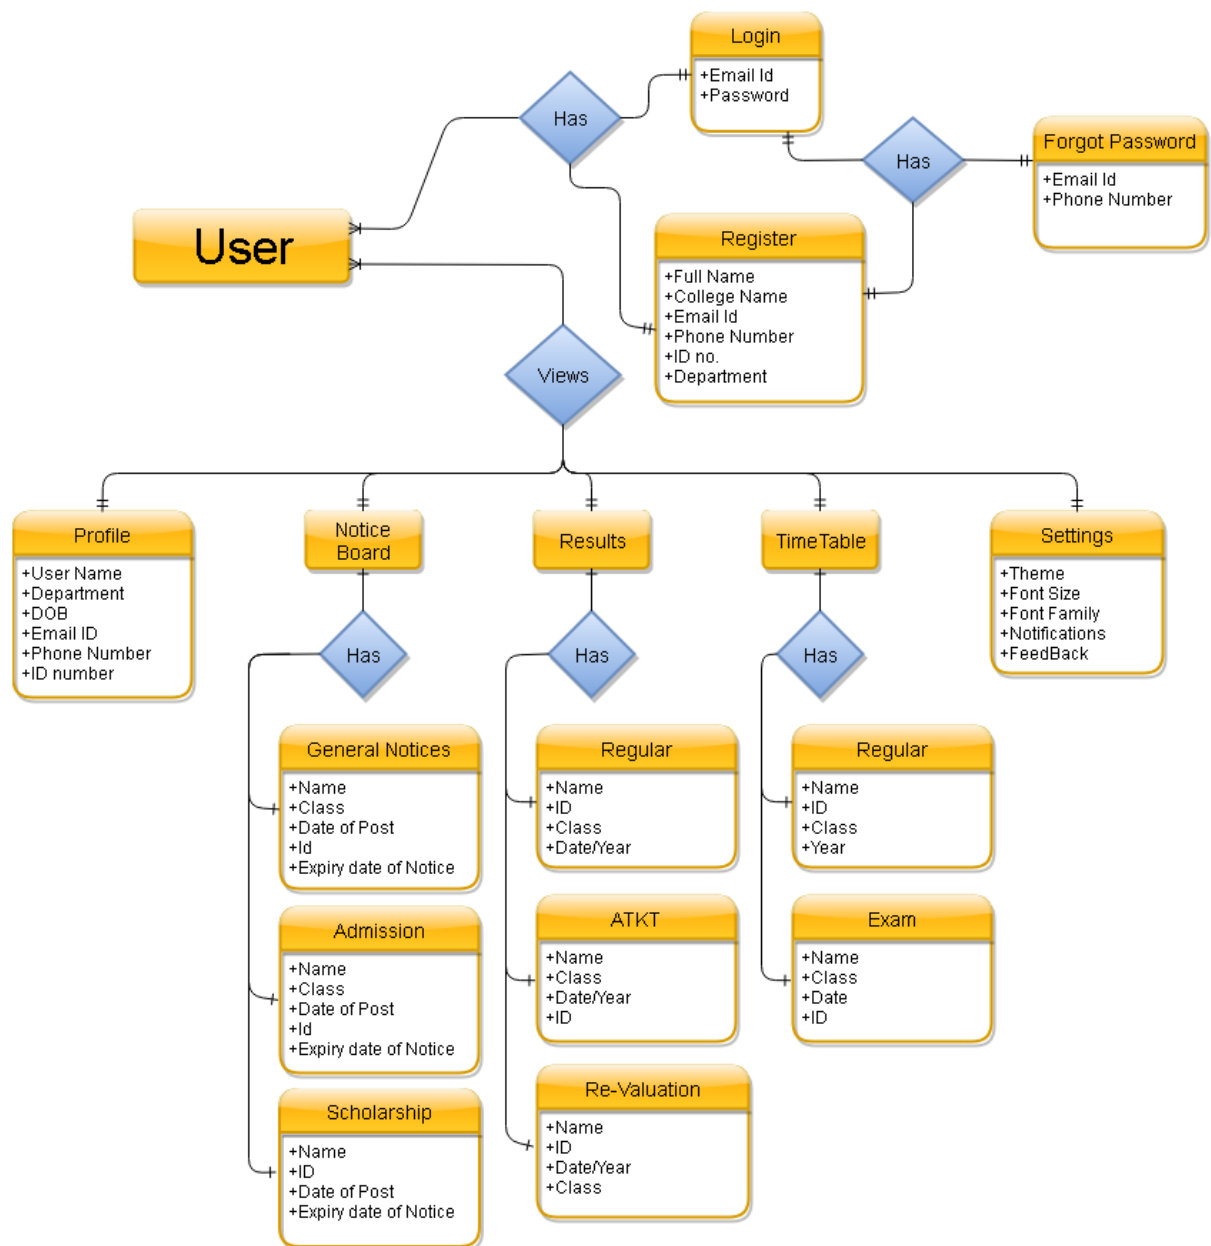 Login
+Email Id
+Password
Has
Has
Forgot Password
+Email Id
+Phone Number
User
Register
+Full Name
+College Name
+Email Id
+Phone Number
+ID no.
+Department
Views
Profile
+User Name
+Department
+DOB
+Email ID
+Phone Number
+ID number
Notice
Board
Results
TimeTable
Settings
+Theme
+Font Size
+Font Family
+Notifications
+FeedBack
Has
Has
Has
General Notices
+Name
+Class
+Date of Post
+Id
+Expiry date of Notice
Regular
+Name
+ID
+Class
+Date/Year
Regular
+Name
+ID
+Class
+Year
Admission
+Name
+Class
+Date of Post
+Id
+Expiry date of Notice
ATKT
+Name
+Class
+Date/Year
+ID
Exam
+Name
+Class
+Date
+ID
Scholarship
+Name
+ID
+Date of Post
+Expiry date of Notice
Re-Valuation
+Name
+ID
+Date/Year
+Class